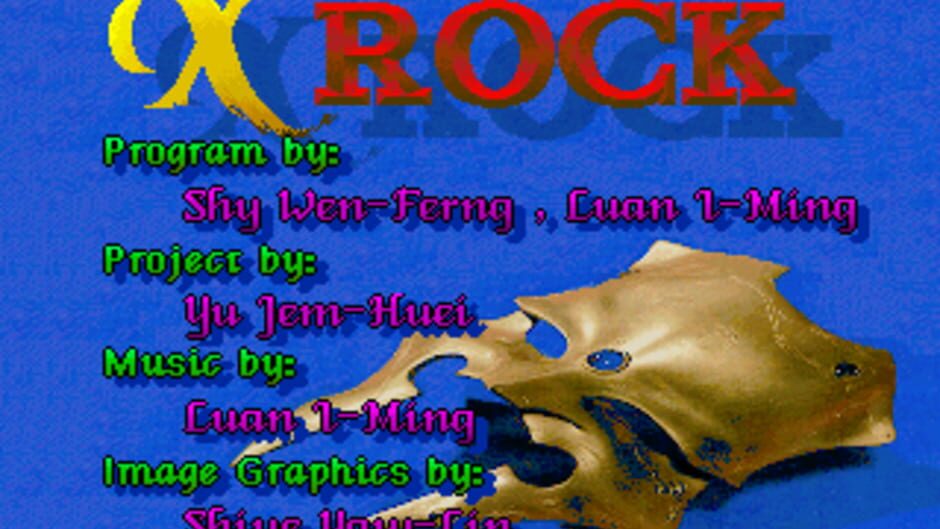 X ROCK
Program by:
Shy Wen-Ferng , Luan I-Ming
Project by:
Yu Jem-Huei
Music by:
Luan I-Ming
Image Graphics by: